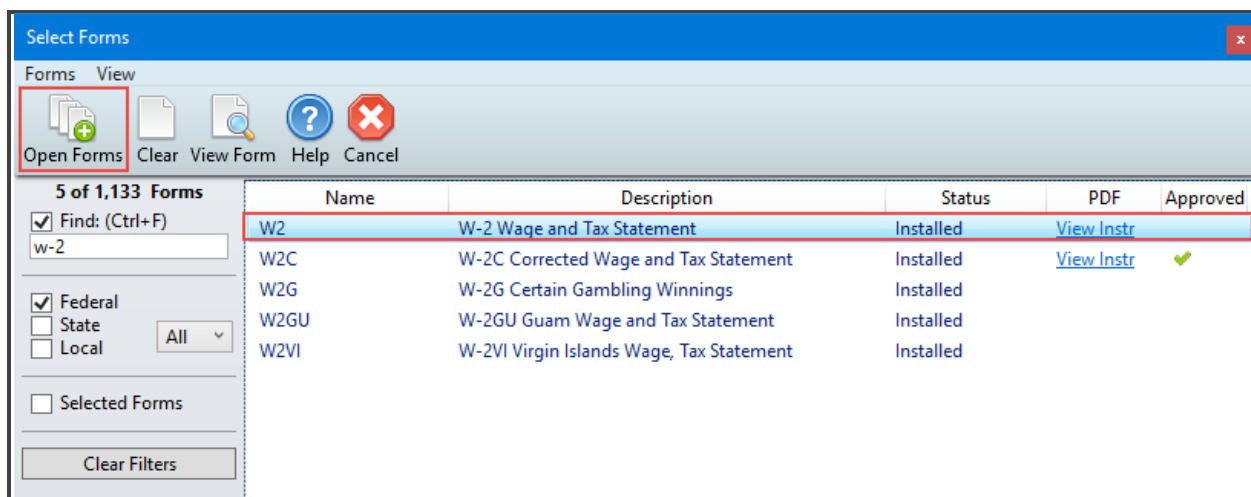 Select Forms
x
Forms View
Open Forms Clear View Form Help Cancel
5 of 1,133 Forms
Find: (Ctrl+F)
w-2
Federal
State
Local
All
Selected Forms
Clear Filters
Name Description Status PDF Approved
W2 W-2 Wage and Tax Statement Installed View Instr
W2C W-2C Corrected Wage and Tax Statement Installed View Instr
W2G W-2G Certain Gambling Winnings Installed
W2GU W-2GU Guam Wage and Tax Statement Installed
W2VI W-2VI Virgin Islands Wage, Tax Statement Installed